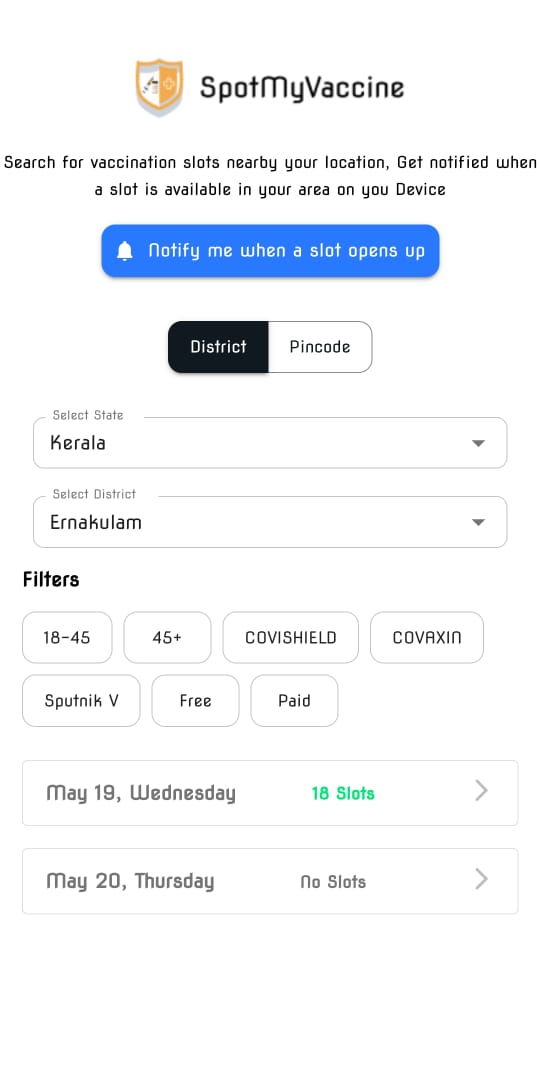 SpotMyVaccine
Search for vaccination slots nearby your location, Get notified when
a slot is available in your area on you Device
Notify me when a slot opens up
District Pincode
Select State
Kerala
Select District
Ernakulam
Filters
18-45 45+ COVISHIELD COVAXIN
Sputnik V Free Paid
May 19, Wednesday 18 Slots
May 20, Thursday No Slots